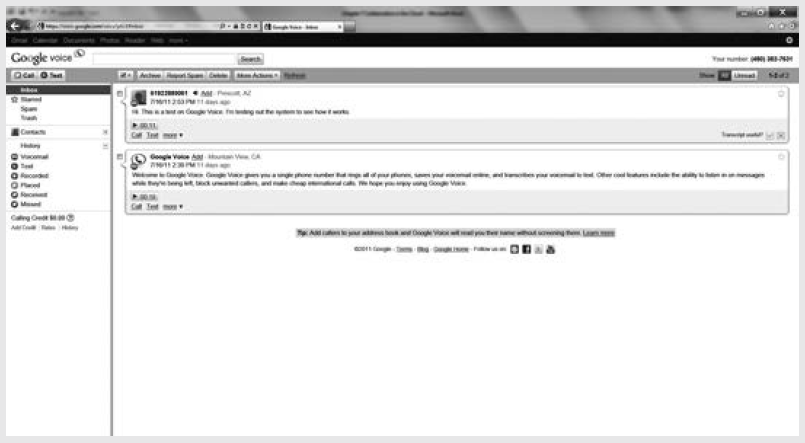 Google Voice - Inbox
Gmail Calendar Documents Photos Reader Web more
Google voice
Search
Your number: (480)
Call Text
Archive Report Spam Delete More Actions Refresh
Show All Unread 1-2 of 2
Inbox
Starred
Spam
Trash
Contacts
History
Voicemail
Text
Recorded
Placed
Received
Missed
Calling Credit $0.00 (?)
Add Credit Rates History
Add - Prescott, AZ
7/16/11 2:53 PM 11 days ago
Hi. This is a test on Google Voice. I'm testing out the system to see how it works.
00:11
Call Text more
Transcript useful?
Google Voice Add - Mountain View, CA
7/16/11 2:30 PM 11 days ago
Welcome to Google Voice. Google Voice gives you a single phone number that rings all of your phones, saves your voicemail online, and transcribes your voicemail to text. Other cool features include the ability to listen in on messages
while they're being left, block unwanted callers, and make cheap international calls. We hope you enjoy using Google Voice.
Call Text more
Tip: Add callers to your address book and Google Voice will read you their name without screening them. Learn more
©2011 Google - Terms - Blog - Google Home - Follow us on: